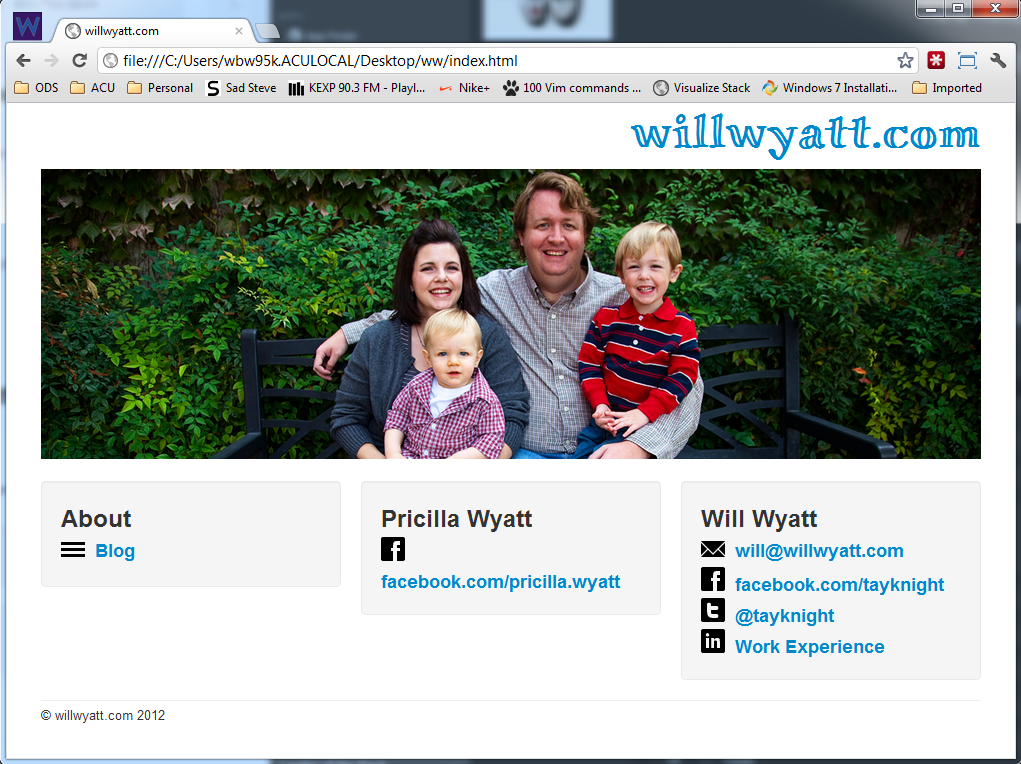 W
willwyatt.com
file:///C:/Users/wbw95k.ACULOCAL/Desktop/ww/index.html
ODS ACU Personal S Sad Steve KEXP 90.3 FM - Playl... Nike+ 100 Vim commands ... Visualize Stack Windows 7 Installati... Imported
willwyatt.com
About
Blog
Pricilla Wyatt
facebook.com/pricilla.wyatt
Will Wyatt
will@willwyatt.com
facebook.com/tayknight
@tayknight
in Work Experience
© willwyatt.com 2012